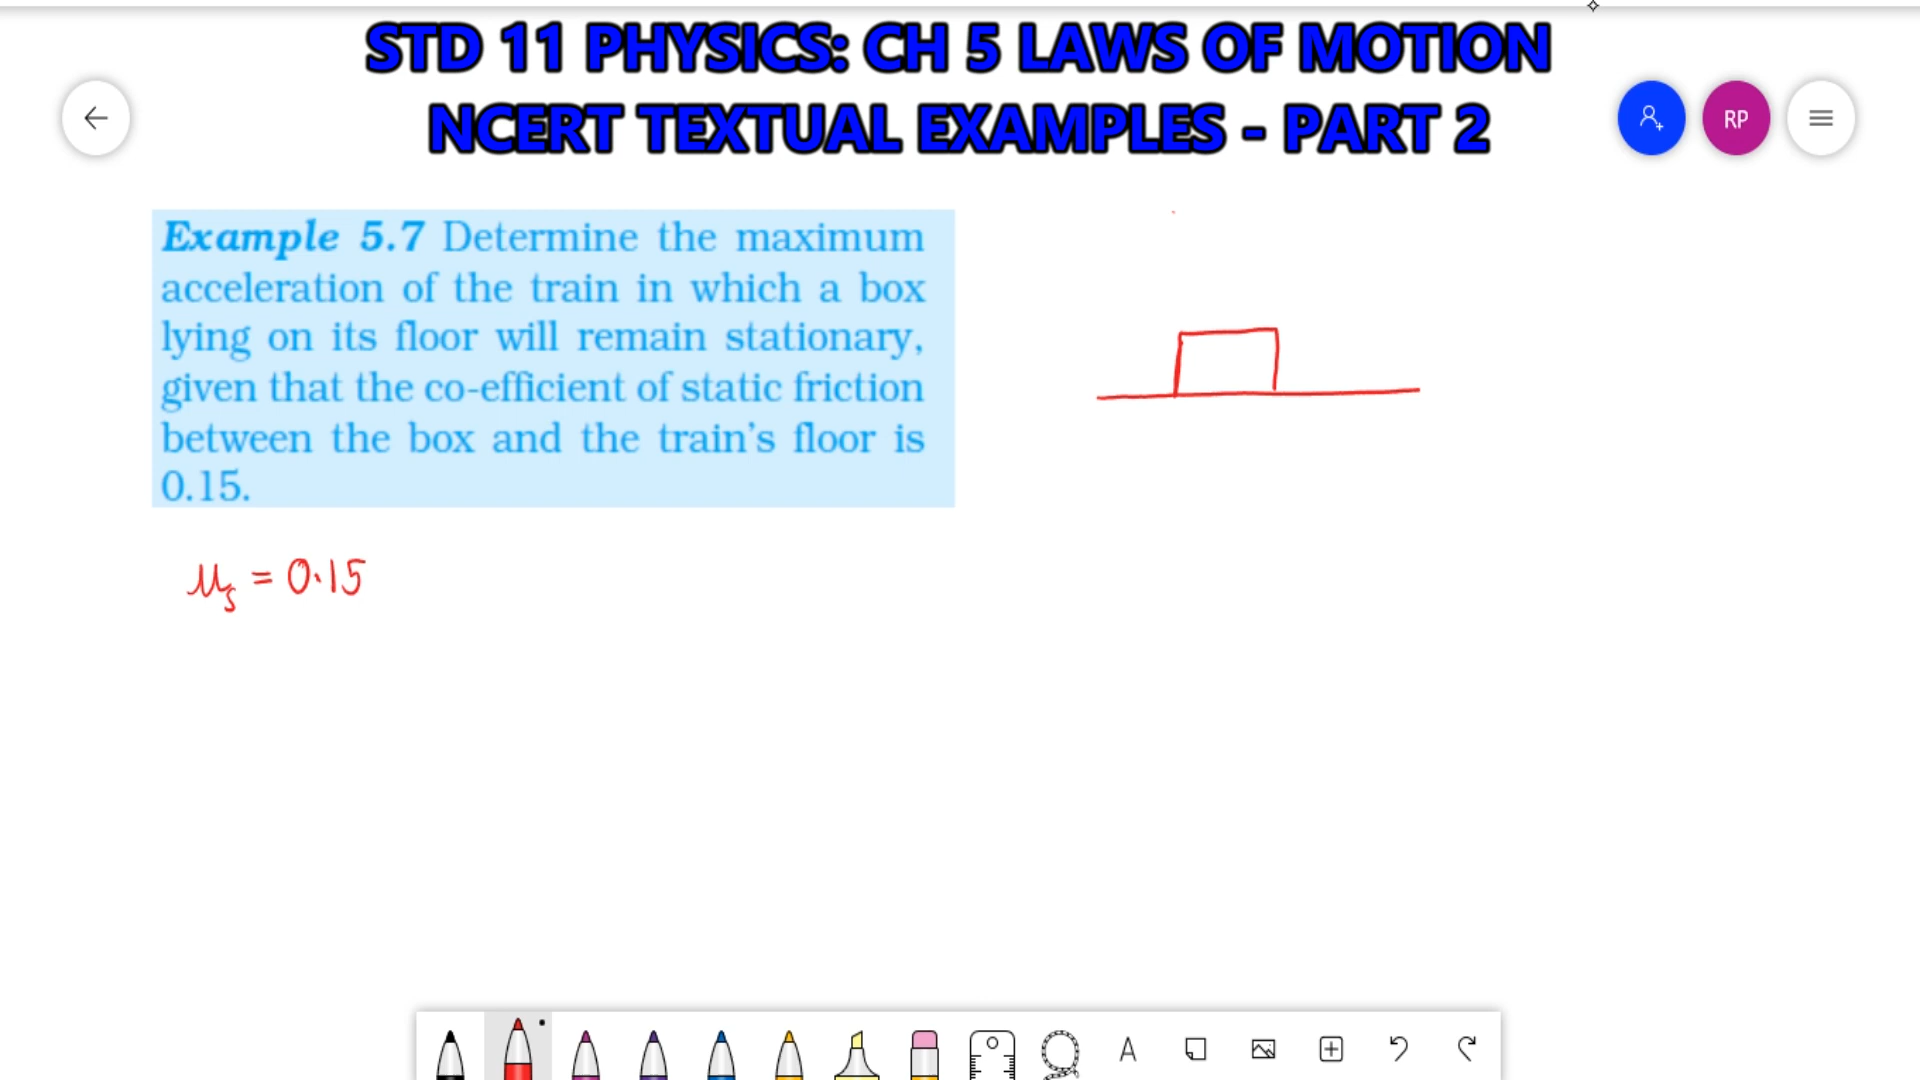 STD 11 PHYSICS: CH 5 LAWS OF MOTION
NCERT TEXTUAL EXAMPLES - PART 2
RP
Example 5.7 Determine the maximum
acceleration of the train in which a box
lying on its floor will remain stationary,
given that the co-efficient of static friction
between the box and the train's floor is
0.15.
μs = 0.15
A